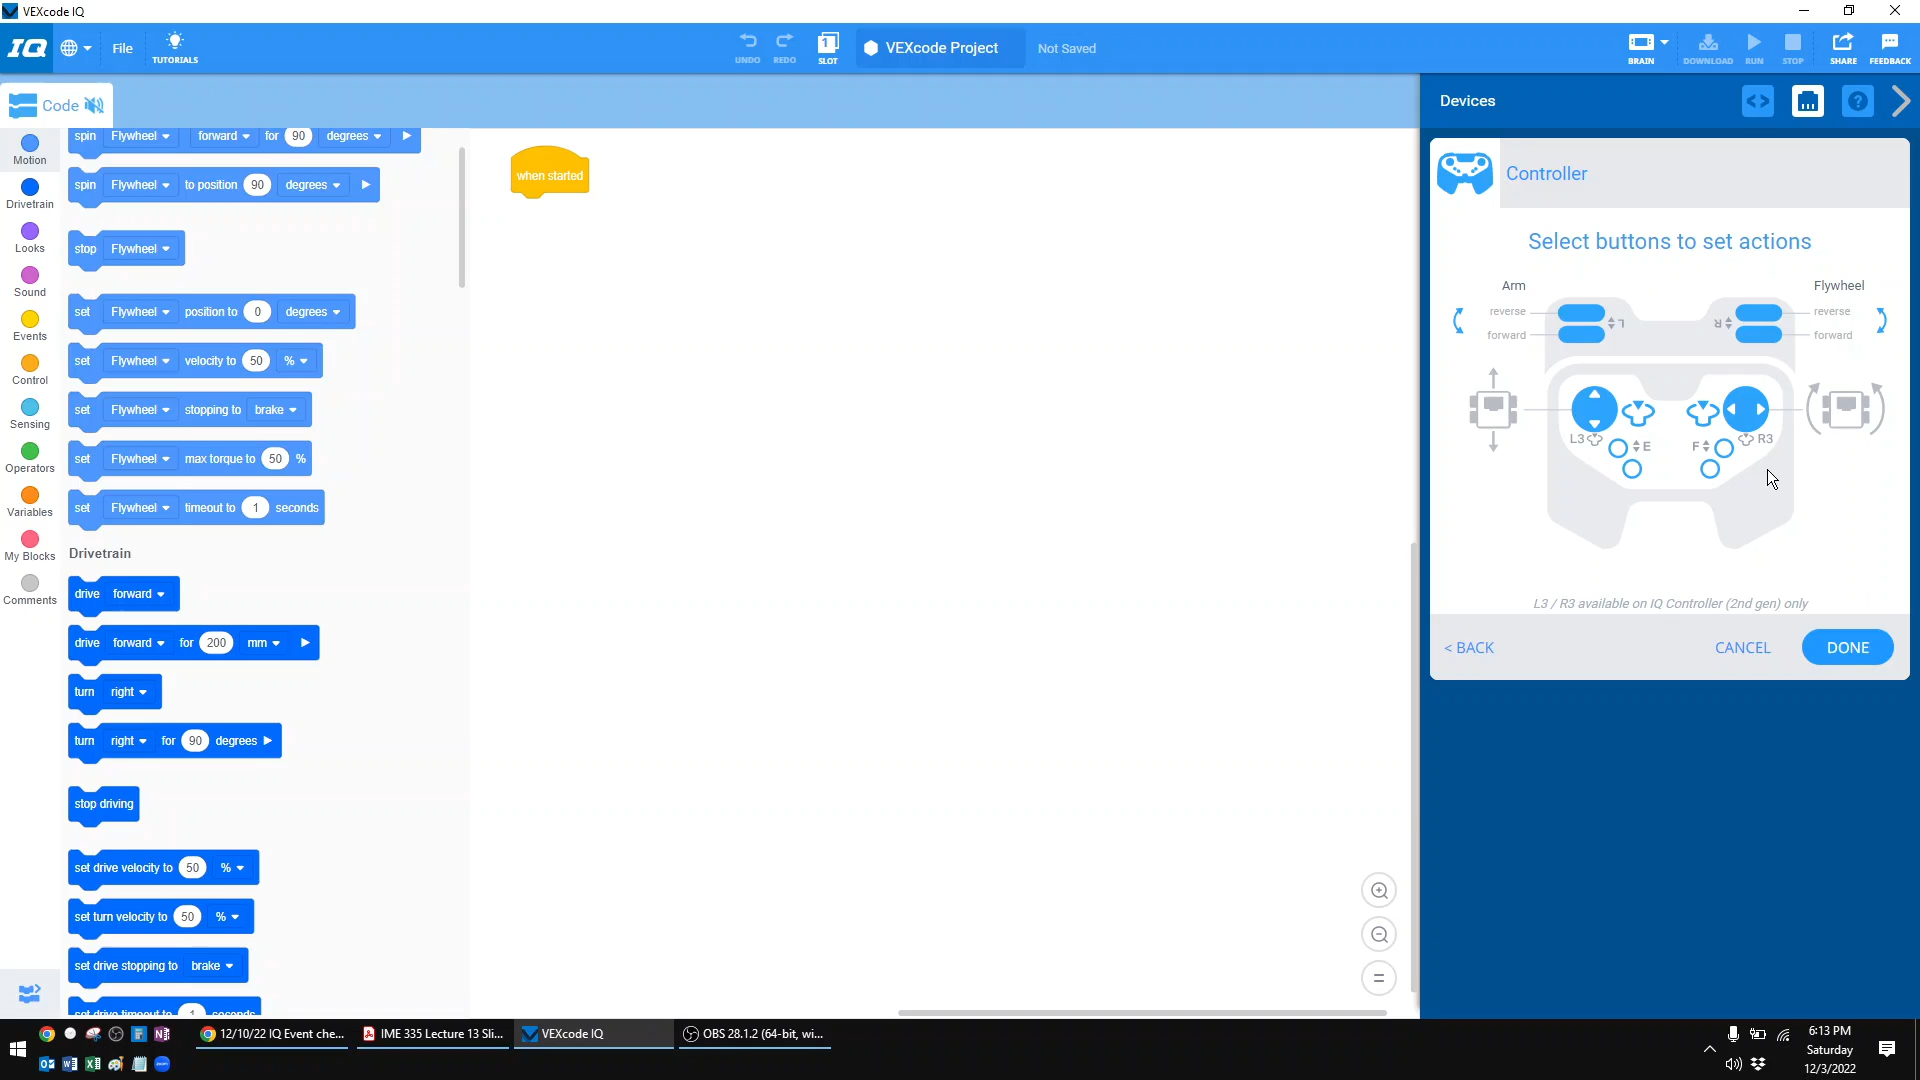 VEXcode IQ
IQ File TUTORIALS UNDO REDO 1 SLOT VEXcode Project Not Saved BRAIN DOWNLOAD RUN STOP SHARE FEEDBACK
Code
Devices
Motion
Drivetrain
Looks
Sound
Events
Control
Sensing
Operators
Variables
My Blocks
Comments
spin Flywheel forward for 90 degrees
spin Flywheel to position 90 degrees
stop Flywheel
set Flywheel position to 0 degrees
set Flywheel velocity to 50 %
set Flywheel stopping to brake
set Flywheel max torque to 50 %
set Flywheel timeout to 1 seconds
Drivetrain
drive forward
drive forward for 200 mm
turn right
turn right for 90 degrees
stop driving
set drive velocity to 50 %
set turn velocity to 50 %
set drive stopping to brake
set drive timeout to 1 seconds
when started
Controller
Select buttons to set actions
Arm Flywheel
reverse L R reverse
forward forward
L3 E F R3
L3 / R3 available on IQ Controller (2nd gen) only
< BACK CANCEL DONE
12/10/22 IQ Event che... IME 335 Lecture 13 Sli... VEXcode IQ OBS 28.1.2 (64-bit, wi...
6:13 PM
Saturday
12/3/2022